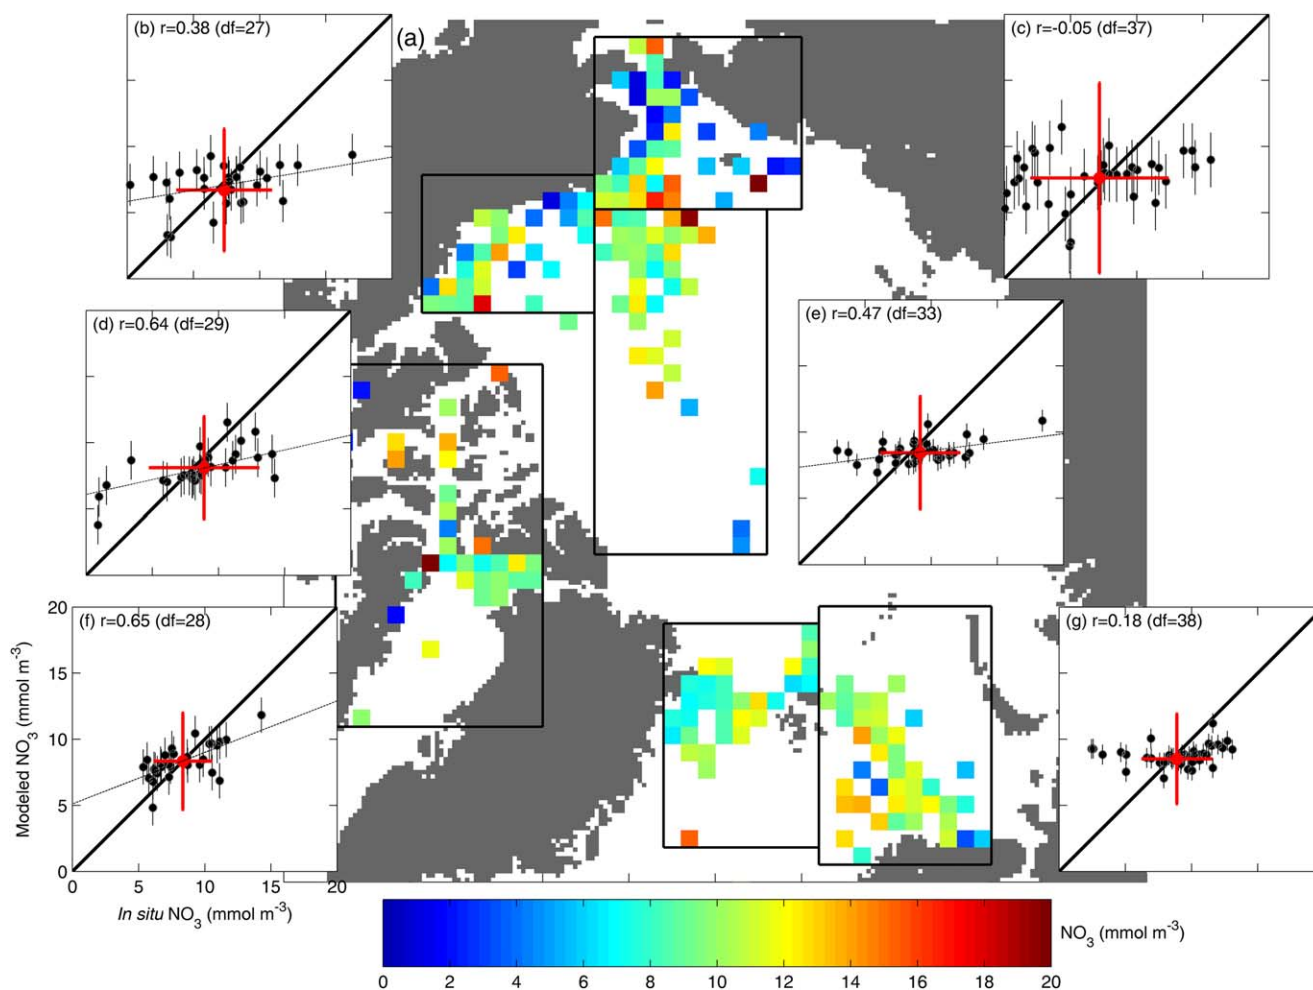 (b) r=0.38 (df=27)
(a)
(c) r=-0.05 (df=37)
(d) r=0.64 (df=29)
(e) r=0.47 (df=33)
(f) r=0.65 (df=28)
(g) r=0.18 (df=38)
20
15
10
5
0
Modeled NO3 (mmol m-3)
0 5 10 15 20
In situ NO3 (mmol m-3)
NO3 (mmol m-3)
0 2 4 6 8 10 12 14 16 18 20